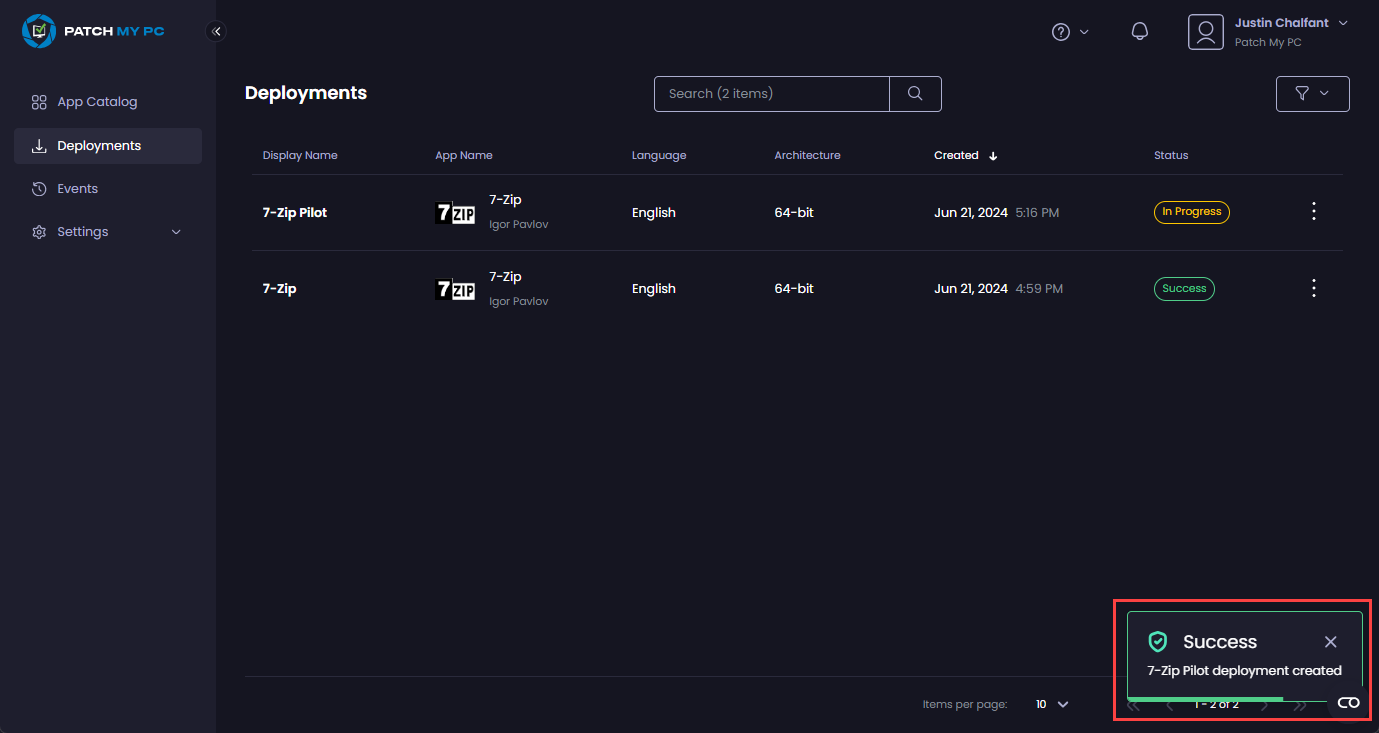 PATCH MY PC
Justin Chalfant
Patch My PC
App Catalog
Deployments
Events
Settings
Deployments
Search (2 items)
Display Name App Name Language Architecture Created Status
7-Zip Pilot 7ZIP 7-Zip English 64-bit Jun 21, 2024 5:16 PM In Progress
Igor Pavlov
7-Zip 7ZIP 7-Zip English 64-bit Jun 21, 2024 4:59 PM Success
Igor Pavlov
Success
7-Zip Pilot deployment created
Items per page: 10 1 - 2 of 2